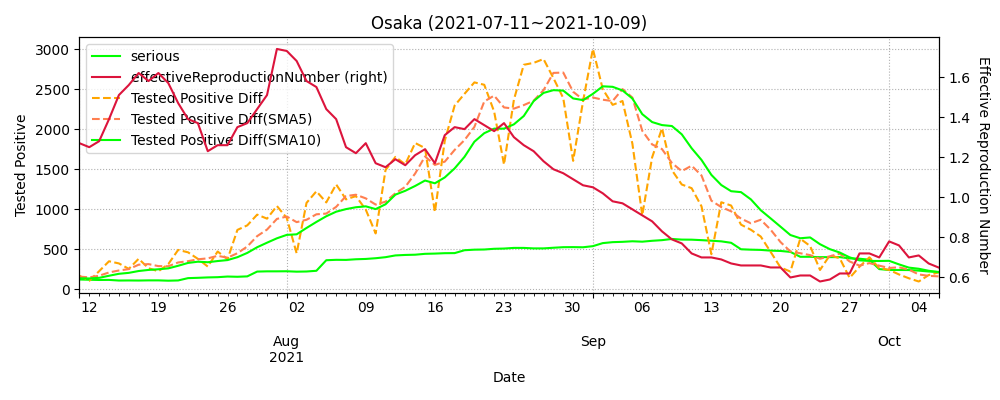 Osaka (2021-07-11~2021-10-09)
serious
effectiveReproductionNumber (right)
Tested Positive Diff
Tested Positive Diff(SMA5)
Tested Positive Diff(SMA10)
Tested Positive
3000
2500
2000
1500
1000
500
0
1.6
1.4
1.2
1.0
0.8
0.6
Effective Reproduction Number
12 19 26 02 09 16 23 30 06 13 20 27 04
Aug Sep Oct
2021
Date